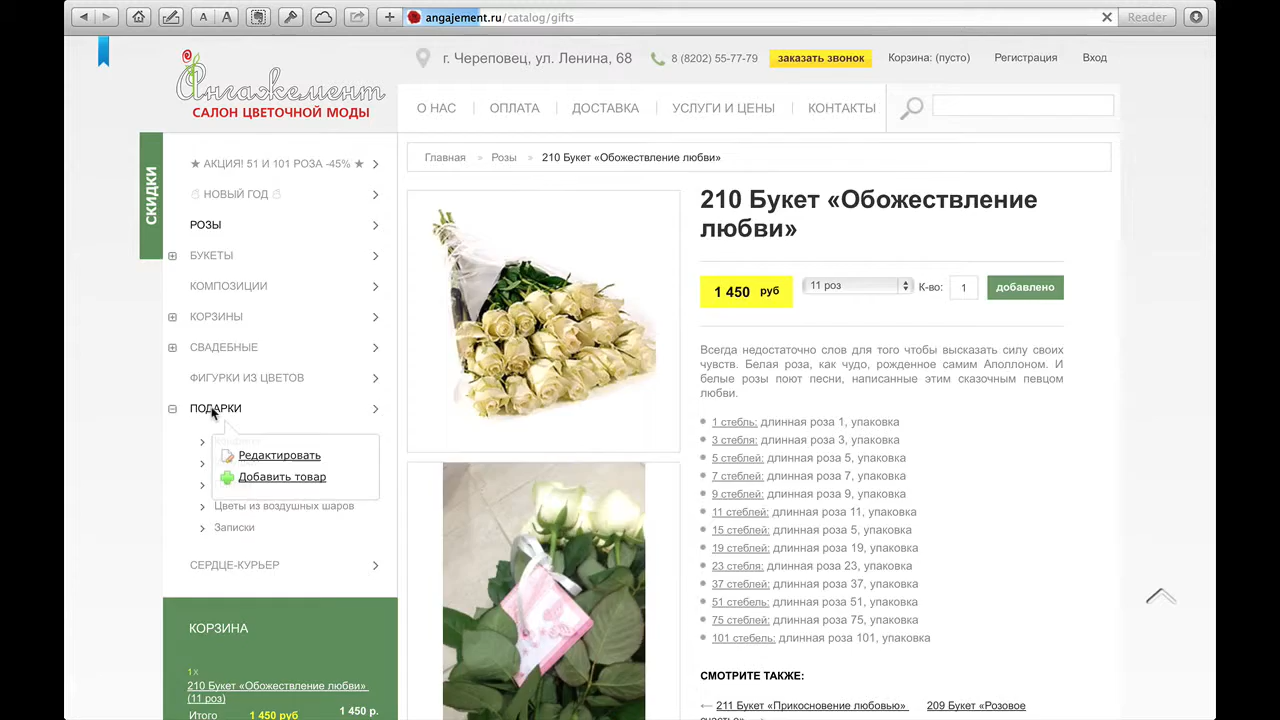 angajement.ru/catalog/gifts
Reader
A A
Ангажемент
САЛОН ЦВЕТОЧНОЙ МОДЫ
г. Череповец, ул. Ленина, 68
8 (8202) 55-77-79
заказать звонок
Корзина: (пусто)
Регистрация
Вход
О НАС
ОПЛАТА
ДОСТАВКА
УСЛУГИ И ЦЕНЫ
КОНТАКТЫ
СКИДКИ
★ АКЦИЯ! 51 И 101 РОЗА -45% ★
НОВЫЙ ГОД
РОЗЫ
БУКЕТЫ
КОМПОЗИЦИИ
КОРЗИНЫ
СВАДЕБНЫЕ
ФИГУРКИ ИЗ ЦВЕТОВ
ПОДАРКИ
Редактировать
Добавить товар
Цветы из воздушных шаров
Записки
СЕРДЦЕ-КУРЬЕР
КОРЗИНА
1 x
210 Букет «Обожествление любви»
(11 роз)
Итого 1 450 руб 1 450 р.
Главная » Розы » 210 Букет «Обожествление любви»
210 Букет «Обожествление
любви»
1 450 руб
11 роз
К-во: 1
добавлено
Всегда недостаточно слов для того чтобы высказать силу своих
чувств. Белая роза, как чудо, рожденное самим Аполлоном. И
белые розы поют песни, написанные этим сказочным певцом
любви.
1 стебль: длинная роза 1, упаковка
3 стебля: длинная роза 3, упаковка
5 стеблей: длинная роза 5, упаковка
7 стеблей: длинная роза 7, упаковка
9 стеблей: длинная роза 9, упаковка
11 стеблей: длинная роза 11, упаковка
15 стеблей: длинная роза 5, упаковка
19 стеблей: длинная роза 19, упаковка
23 стебля: длинная роза 23, упаковка
37 стеблей: длинная роза 37, упаковка
51 стебель: длинная роза 51, упаковка
75 стеблей: длинная роза 75, упаковка
101 стебель: длинная роза 101, упаковка
СМОТРИТЕ ТАКЖЕ:
← 211 Букет «Прикосновение любовью» 209 Букет «Розовое